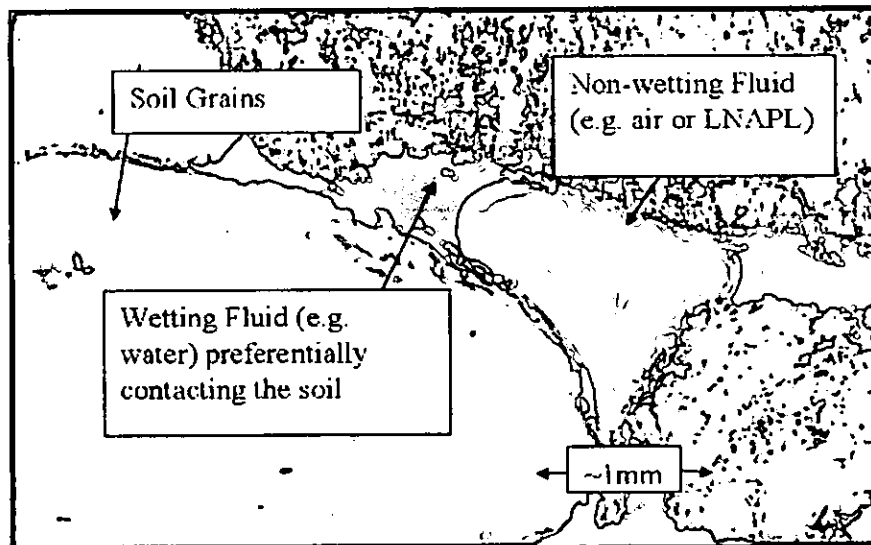 Soil Grains
Non-wetting Fluid
(e.g. air or LNAPL)
Wetting Fluid (e.g.
water) preferentially
contacting the soil
~1mm